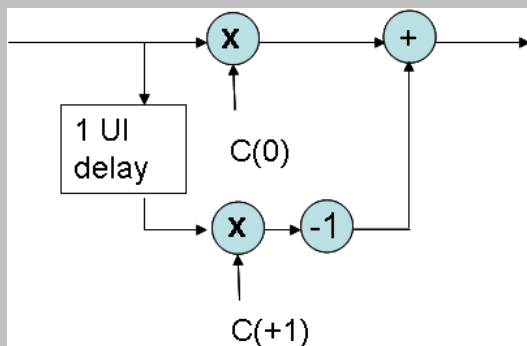 X
+
1 UI
delay
C(0)
X
-1
C(+1)